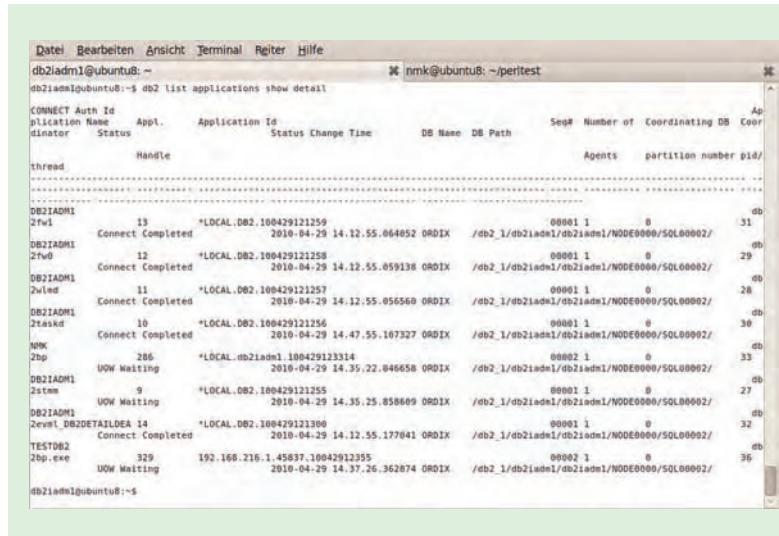 Datei Bearbeiten Ansicht Terminal Reiter Hilfe
db2iadm1@ubuntu8: ~ nmk@ubuntu8: ~/perltest
db2iadm1@ubuntu8:~$ db2 list applications show detail
CONNECT Auth Id Ap
plication Name Appl. Application Id Seq# Number of Coordinating DB Coor
dinator Status Status Change Time DB Name DB Path
Handle Agents partition number pid/
thread
DB2IADM1 db
2fw1 13 *LOCAL.DB2.100429121259 00001 1 0 31
Connect Completed 2010-04-29 14.12.55.064052 ORDIX /db2_1/db2iadm1/db2iadm1/NODE0000/SQL00002/
DB2IADM1 db
2fw0 12 *LOCAL.DB2.100429121258 00001 1 0 29
Connect Completed 2010-04-29 14.12.55.059138 ORDIX /db2_1/db2iadm1/db2iadm1/NODE0000/SQL00002/
DB2IADM1 db
2wlmd 11 *LOCAL.DB2.100429121257 00001 1 0 28
Connect Completed 2010-04-29 14.12.55.056560 ORDIX /db2_1/db2iadm1/db2iadm1/NODE0000/SQL00002/
DB2IADM1 db
2taskd 10 *LOCAL.DB2.100429121256 00001 1 0 30
Connect Completed 2010-04-29 14.47.55.107327 ORDIX /db2_1/db2iadm1/db2iadm1/NODE0000/SQL00002/
NMK db
2bp 286 *LOCAL.db2iadm1.100429123314 00002 1 0 33
UOW Waiting 2010-04-29 14.35.22.846658 ORDIX /db2_1/db2iadm1/db2iadm1/NODE0000/SQL00002/
DB2IADM1 db
2stmm 9 *LOCAL.DB2.100429121255 00001 1 0 27
UOW Waiting 2010-04-29 14.35.25.858609 ORDIX /db2_1/db2iadm1/db2iadm1/NODE0000/SQL00002/
DB2IADM1 db
2evml_DB2DETAILDEA 14 *LOCAL.DB2.100429121300 00001 1 0 32
Connect Completed 2010-04-29 14.12.55.177041 ORDIX /db2_1/db2iadm1/db2iadm1/NODE0000/SQL00002/
TESTDB2 db
2bp.exe 329 192.168.216.1.45837.10042912355 00002 1 0 36
UOW Waiting 2010-04-29 14.37.26.362874 ORDIX /db2_1/db2iadm1/db2iadm1/NODE0000/SQL00002/
db2iadm1@ubuntu8:~$